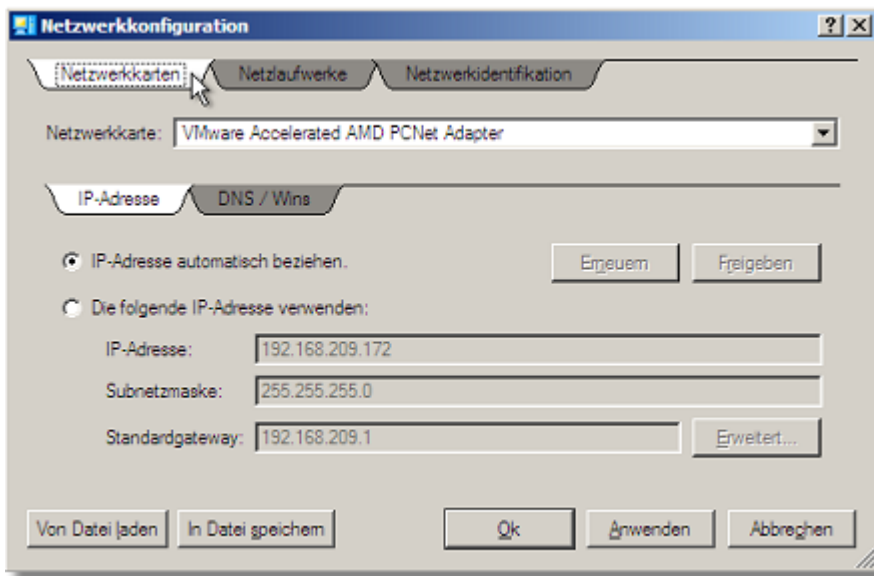 Netzwerkkonfiguration
Netzwerkkarten Netzlaufwerke Netzwerkidentifikation
Netzwerkkarte: VMware Accelerated AMD PCNet Adapter
IP-Adresse DNS / Wins
IP-Adresse automatisch beziehen. Erneuern Freigeben
Die folgende IP-Adresse verwenden:
IP-Adresse: 192.168.209.172
Subnetzmaske: 255.255.255.0
Standardgateway: 192.168.209.1 Erweitert...
Von Datei laden In Datei speichern Ok Anwenden Abbrechen